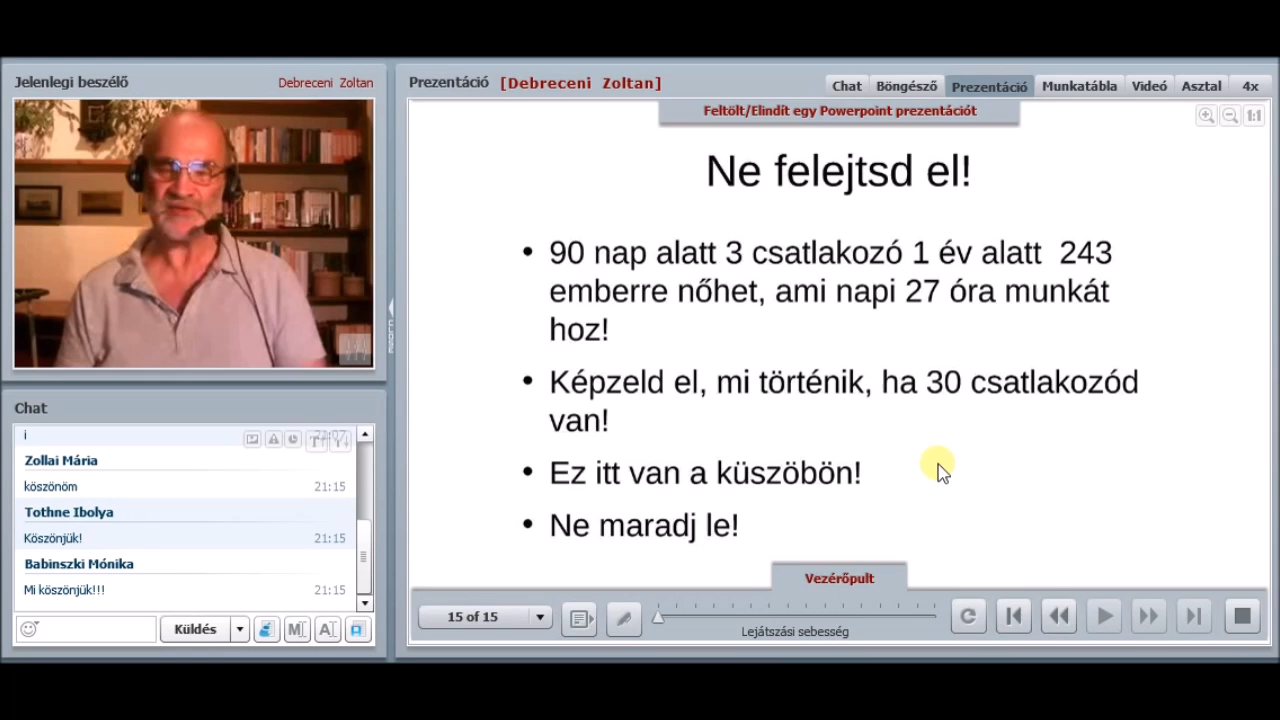 Jelenlegi beszélő
Debreceni Zoltan
Chat
i
21:07
Zollai Mária
köszönöm
21:15
Tothne Ibolya
Köszönjük!
21:15
Babinszki Mónika
Mi köszönjük!!!
21:15
Küldés
Prezentáció [Debreceni Zoltan]
Chat Böngésző Prezentáció Munkatábla Videó Asztal 4x
Feltölt/Elindít egy Powerpoint prezentációt
1:1
Ne felejtsd el!
• 90 nap alatt 3 csatlakozó 1 év alatt 243
emberre nőhet, ami napi 27 óra munkát
hoz!
• Képzeld el, mi történik, ha 30 csatlakozód
van!
• Ez itt van a küszöbön!
• Ne maradj le!
Vezérőpult
15 of 15
Lejátszási sebesség